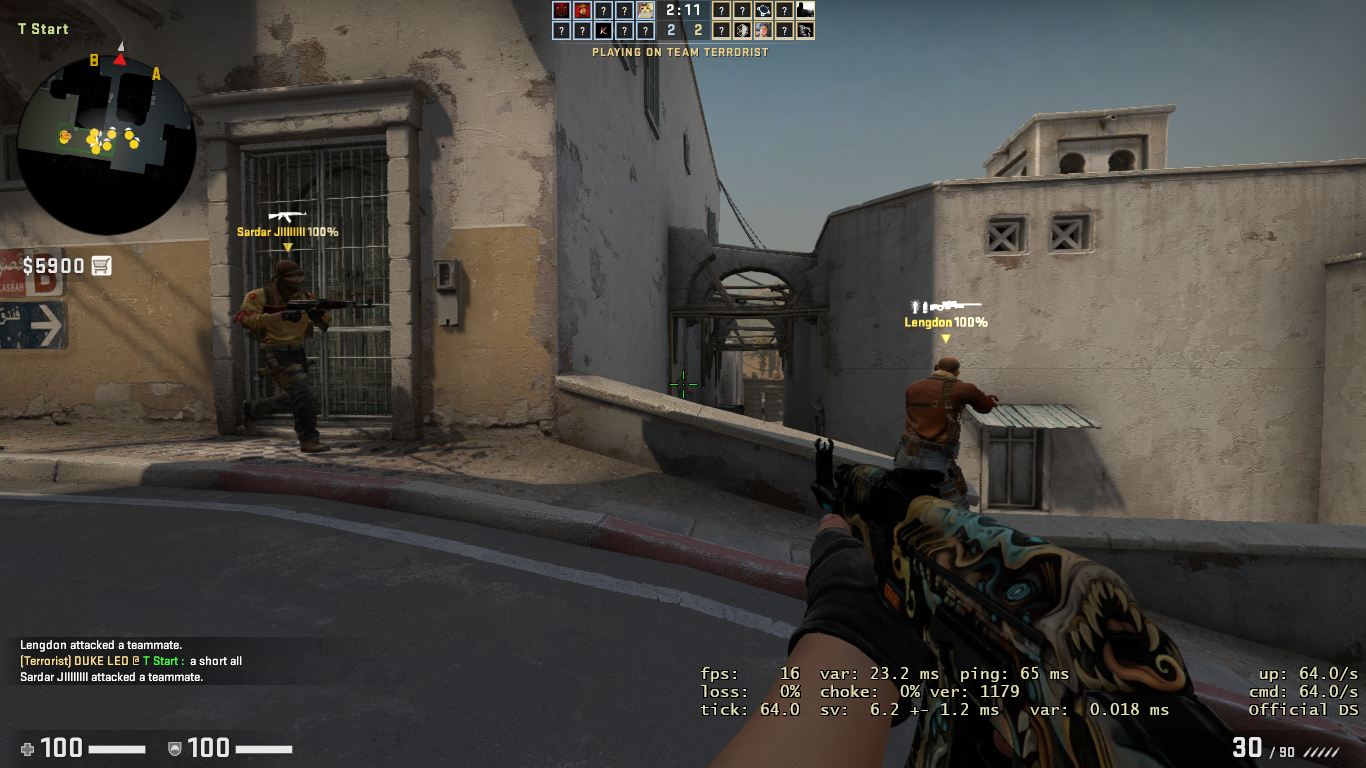 T Start
B
A
2:11
? ? ? ? ?
? ? ? ? 2 2 ? ?
PLAYING ON TEAM TERRORIST
Sardar JIIIIIIII 100%
$5900
B
KASBAH
Lengdon 100%
Lengdon attacked a teammate.
[Terrorist] DUKE LEO @ T Start : a short all
Sardar JIIIIIIII attacked a teammate.
fps: 16 var: 23.2 ms ping: 65 ms up: 64.0/s
loss: 0% choke: 0% ver: 1179 cmd: 64.0/s
tick: 64.0 sv: 6.2 +- 1.2 ms var: 0.018 ms Official DS
100 100
30 / 90